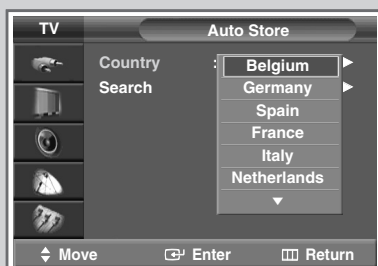 TV Auto Store
Country :
Belgium
Search
Germany
Spain
France
Italy
Netherlands
Move Enter Return